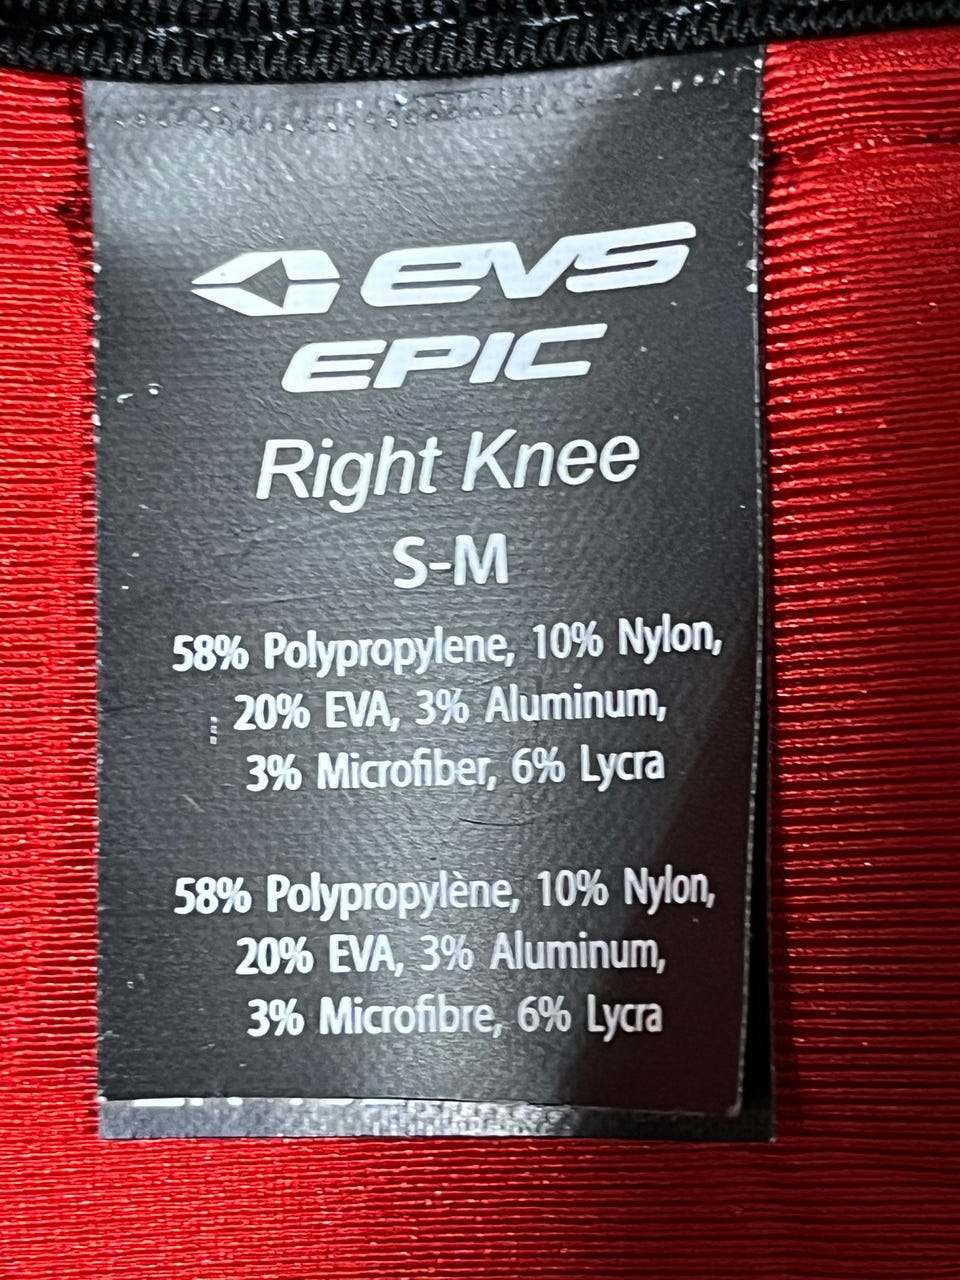 evs
EPIC
Right Knee
S-M
58% Polypropylene, 10% Nylon,
20% EVA, 3% Aluminum,
3% Microfiber, 6% Lycra
58% Polypropylène, 10% Nylon,
20% EVA, 3% Aluminum,
3% Microfibre, 6% Lycra